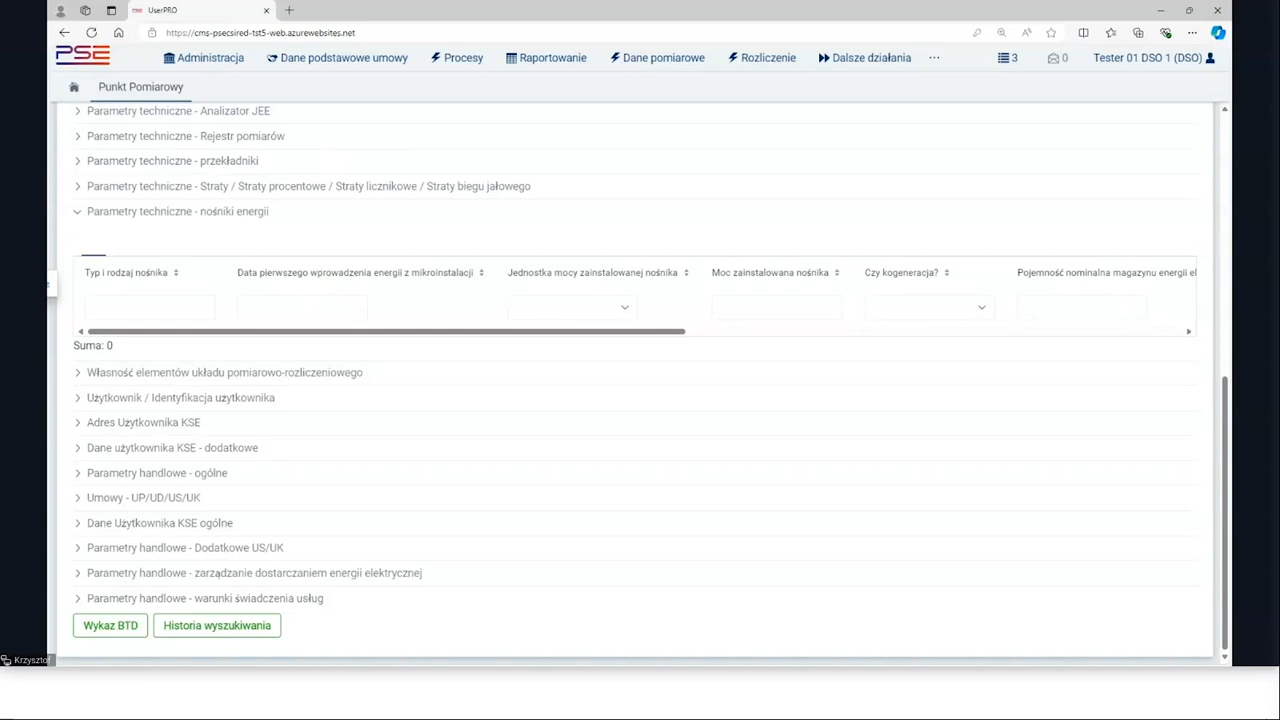 UserPRO
https://cms-psecsired-tst5-web.azurewebsites.net
PSE
Administracja
Dane podstawowe umowy
Procesy
Raportowanie
Dane pomiarowe
Rozliczenie
Dalsze działania
3
0
Tester 01 DSO 1 (DSO)
Punkt Pomiarowy
Parametry techniczne - Analizator JEE
Parametry techniczne - Rejestr pomiarów
Parametry techniczne - przekładniki
Parametry techniczne - Straty / Straty procentowe / Straty licznikowe / Straty biegu jałowego
Parametry techniczne - nośniki energii
Typ i rodzaj nośnika
Data pierwszego wprowadzenia energii z mikroinstalacji
Jednostka mocy zainstalowanej nośnika
Moc zainstalowana nośnika
Czy kogeneracja?
Pojemność nominalna magazynu energii el
Suma: 0
Własność elementów układu pomiarowo-rozliczeniowego
Użytkownik / Identyfikacja użytkownika
Adres Użytkownika KSE
Dane użytkownika KSE - dodatkowe
Parametry handlowe - ogólne
Umowy - UP/UD/US/UK
Dane Użytkownika KSE ogólne
Parametry handlowe - Dodatkowe US/UK
Parametry handlowe - zarządzanie dostarczaniem energii elektrycznej
Parametry handlowe - warunki świadczenia usług
Wykaz BTD
Historia wyszukiwania
Krzysztof